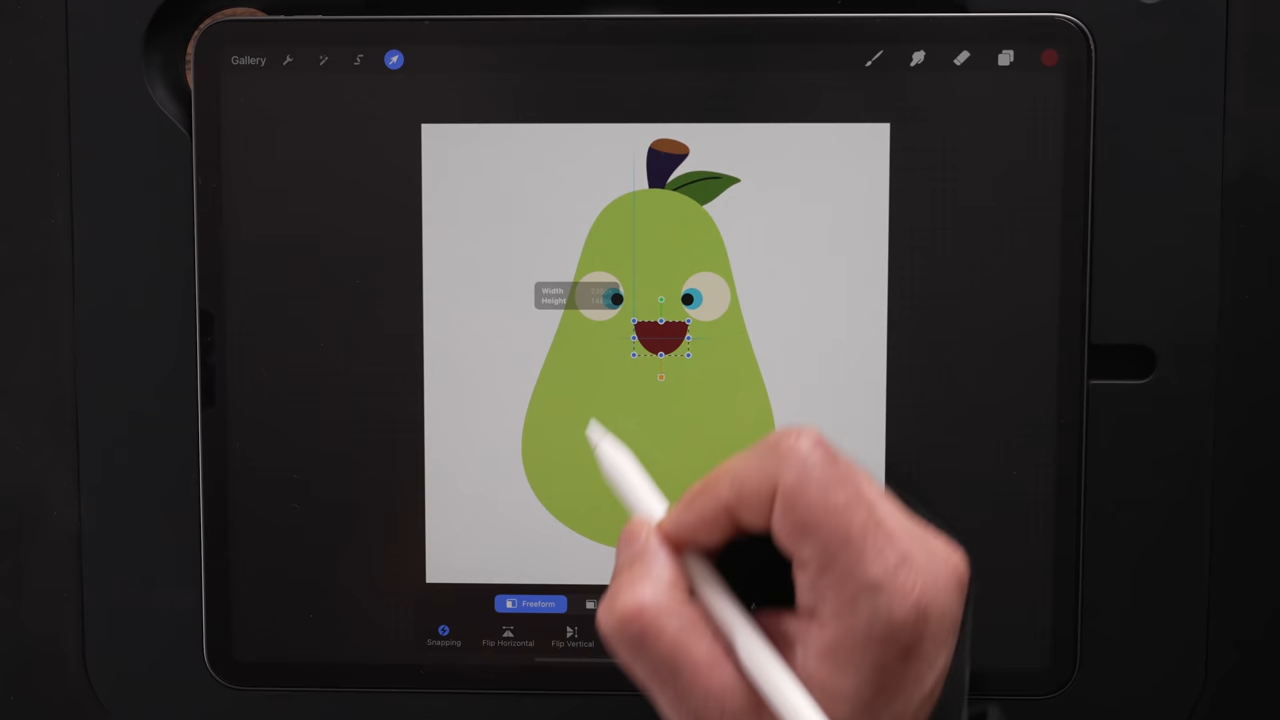 Gallery
Width
Height
Freeform
Snapping
Flip Horizontal
Flip Vertical